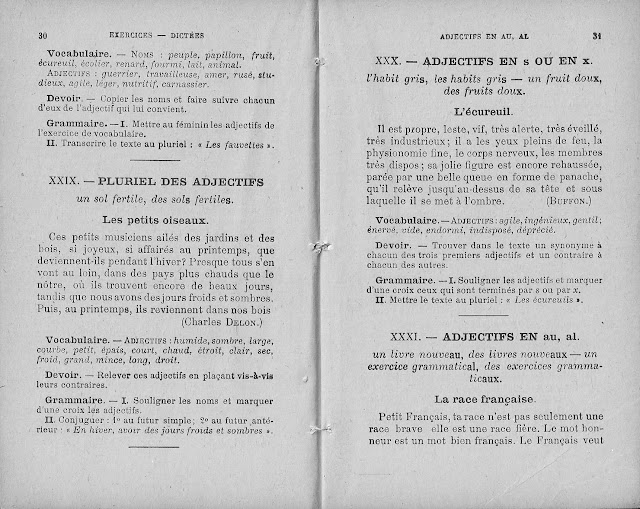 30 EXERCICES — DICTÉES
Vocabulaire. — NOMS : peuple, papillon, fruit,
écureuil, écolier, renard, fourmi, lait, animal.
ADJECTIFS : guerrier, travailleuse, amer, rusé, stu-
dieux, agile, léger, nutritif, carnassier.
Devoir. — Copier les noms et faire suivre chacun
d'eux de l'adjectif qui lui convient.
Grammaire. — I. Mettre au féminin les adjectifs de
l'exercice de vocabulaire.
II. Transcrire le texte au pluriel : « Les fauvettes ».
XXIX. — PLURIEL DES ADJECTIFS
un sol fertile, des sols fertiles.
Les petits oiseaux.
Ces petits musiciens ailés des jardins et des
bois, si joyeux, si affairés au printemps, que
deviennent-ils pendant l'hiver? Presque tous s'en
vont au loin, dans des pays plus chauds que le
nôtre, où ils trouvent encore de beaux jours,
tandis que nous avons des jours froids et sombres.
Puis, au printemps, ils reviennent dans nos bois
(Charles DELON.)
Vocabulaire. — ADJECTIFS : humide, sombre, large,
courbe, petit, épais, court, chaud, étroit, clair, sec,
froid, grand, mince, long, droit.
Devoir. — Relever ces adjectifs en plaçant vis-à-vis
leurs contraires.
Grammaire. — I. Souligner les noms et marquer
d'une croix les adjectifs.
II. Conjuguer : 1º au futur simple; 2º au futur anté-
rieur : « En hiver, avoir des jours froids et sombres ».
ADJECTIFS EN AU, AL 31
XXX. — ADJECTIFS EN s OU EN x.
l'habit gris, les habits gris — un fruit doux,
des fruits doux.
L'écureuil.
Il est propre, leste, vif, très alerte, très éveillé,
très industrieux; il a les yeux pleins de feu, la
physionomie fine, le corps nerveux, les membres
très dispos; sa jolie figure est encore rehaussée,
parée par une belle queue en forme de panache,
qu'il relève jusqu'au-dessus de sa tête et sous
laquelle il se met à l'ombre. (BUFFON.)
Vocabulaire. — ADJECTIFS : agile, ingénieux, gentil;
énervé, vide, endormi, indisposé, déprécié.
Devoir. — Trouver dans le texte un synonyme à
chacun des trois premiers adjectifs et un contraire à
chacun des autres.
Grammaire. — I. Souligner les adjectifs et marquer
d'une croix ceux qui sont terminés par s ou par x.
II. Mettre le texte au pluriel : « Les écureuils ».
XXXI. — ADJECTIFS EN au, al.
un livre nouveau, des livres nouveaux — un
exercice grammatical, des exercices gramma-
ticaux.
La race française.
Petit Français, ta race n'est pas seulement une
race brave elle est une race fière. Le mot hon-
neur est un mot bien français. Le Français veut